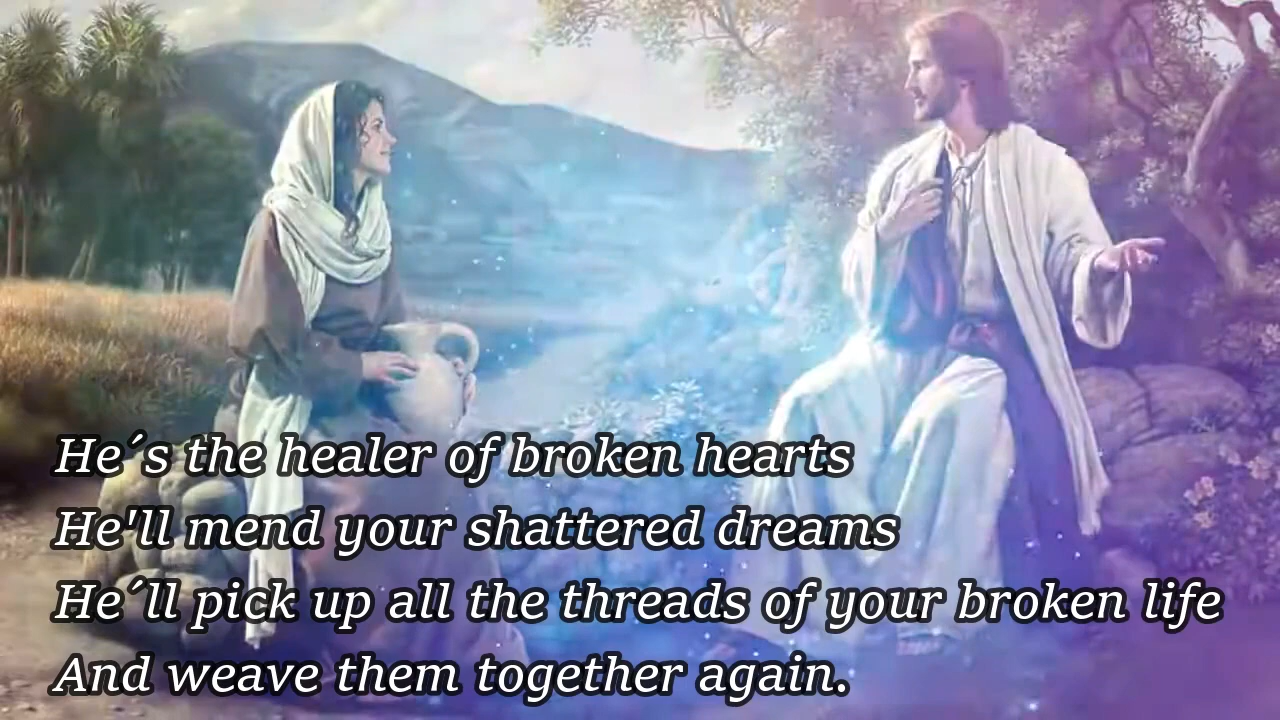 He´s the healer of broken hearts
He'll mend your shattered dreams
He´ll pick up all the threads of your broken life
And weave them together again.